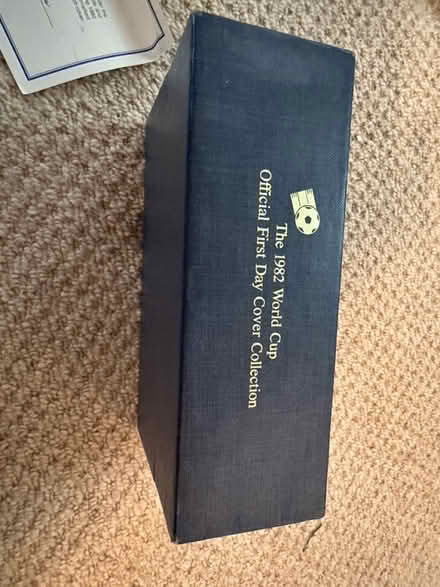 The 1982 World Cup
Official First Day Cover Collection